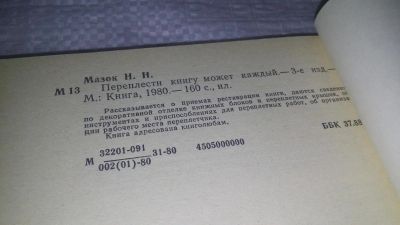 Мазок Н. Н.
М 13 Переплести книгу может каждый.— 3-е изд.—
М.: Книга, 1980.— 160 с., ил.
Рассказывается о приемах реставрации книги, даются сведения
по декоративной отделке книжных блоков и переплетных крышек, об
инструментах и приспособлениях для переплетных работ, об организа-
ции рабочего места переплетчика.
Книга адресована книголюбам.
М 32201-091 31-80 4505000000
002(01)-80
ББК 37.88